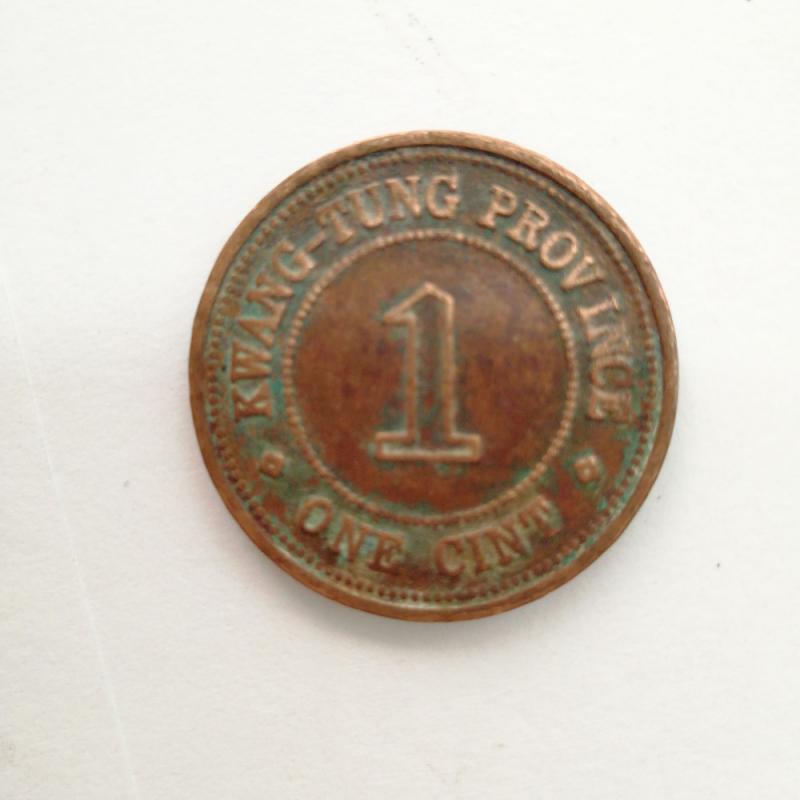 KWANG-TUNG PROVINCE
1
ONE CINT